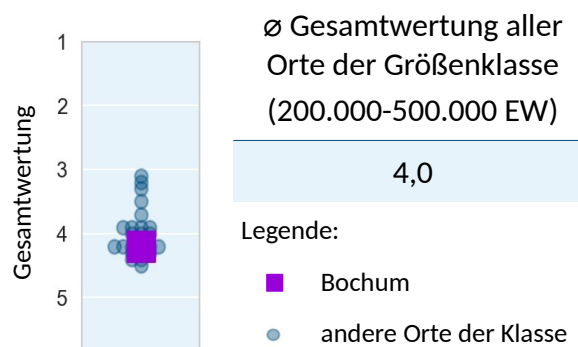 Gesamtwertung
1
2
3
4
5
ø Gesamtwertung aller
Orte der Größenklasse
(200.000-500.000 EW)
4,0
Legende:
Bochum
andere Orte der Klasse